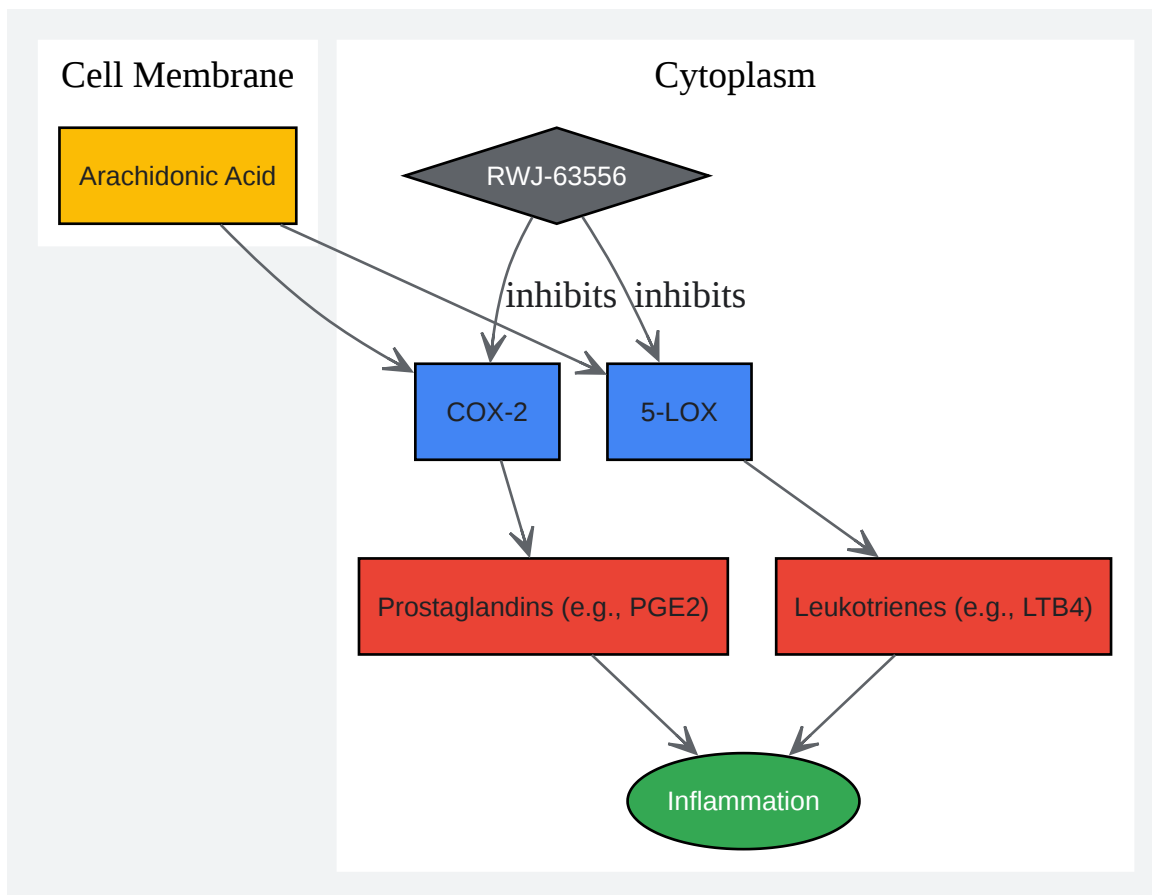 Cell Membrane
Cytoplasm
Arachidonic Acid
RWJ-63556
inhibits
inhibits
COX-2
5-LOX
Prostaglandins (e.g., PGE2)
Leukotrienes (e.g., LTB4)
Inflammation